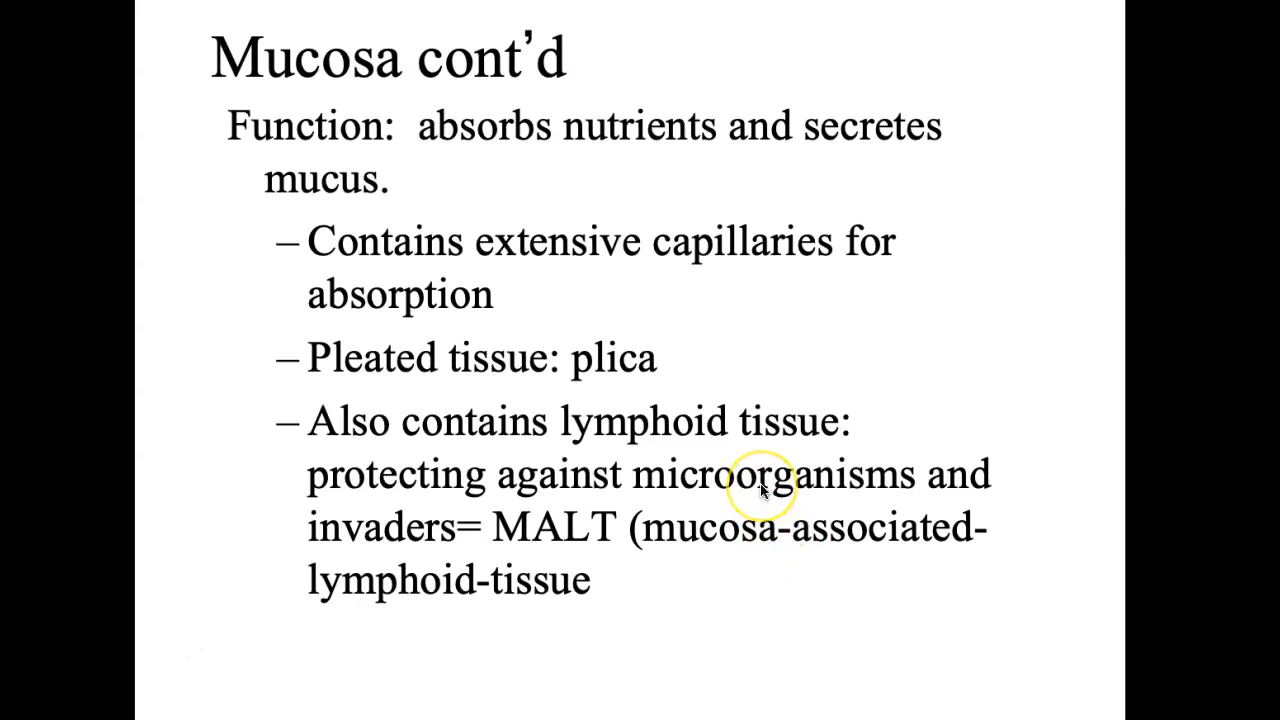 Mucosa cont’d
Function:  absorbs nutrients and secretes
mucus.
– Contains extensive capillaries for
absorption
– Pleated tissue: plica
– Also contains lymphoid tissue:
protecting against microorganisms and
invaders= MALT (mucosa-associated-
lymphoid-tissue